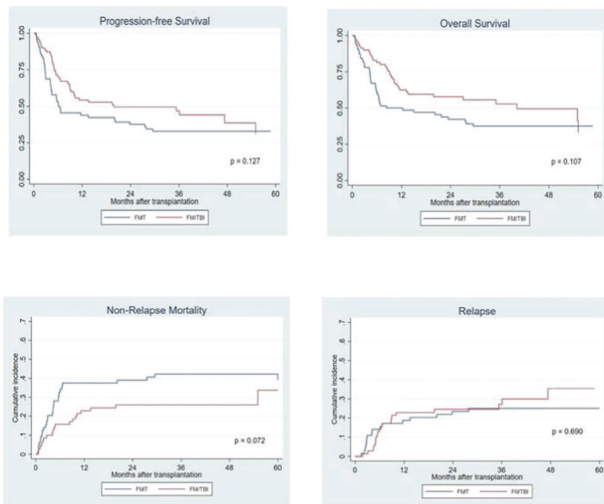 Progression-free Survival
1.00
0.75
0.50
0.25
0.00
p = 0.127
0 12 24 36 48 60
Months after transplantation
FMT FM/TBI
Overall Survival
1.00
0.75
0.50
0.25
0.00
p = 0.107
0 12 24 36 48 60
Months after transplantation
FMT FM/TBI
Non-Relapse Mortality
Cumulative incidence
.7
.6
.5
.4
.3
.2
.1
0
p = 0.072
0 12 24 36 48 60
Months after transplantation
FMT FM/TBI
Relapse
Cumulative incidence
.7
.6
.5
.4
.3
.2
.1
0
p = 0.690
0 12 24 36 48 60
Months after transplantation
FMT FM/TBI